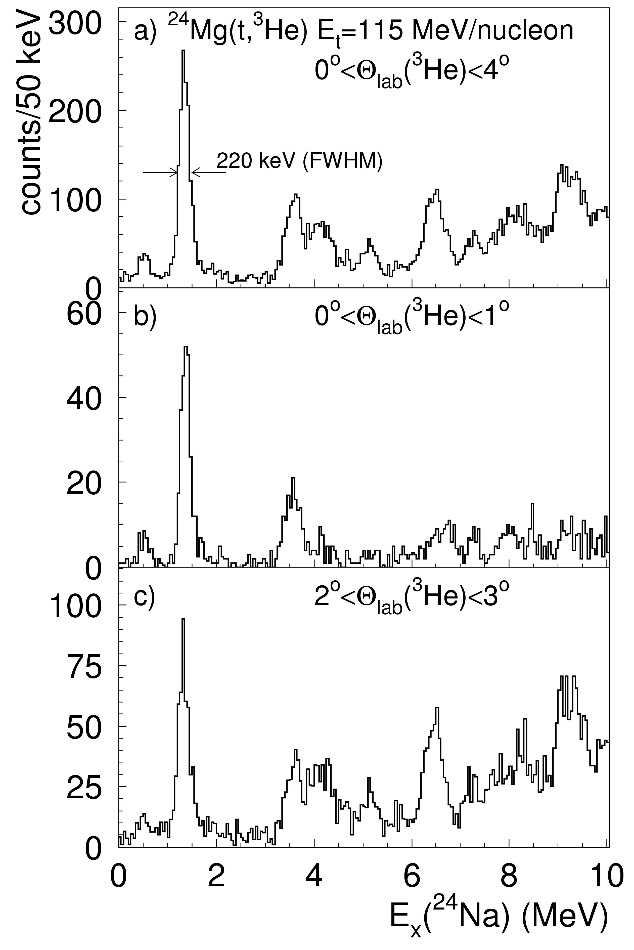 counts/50 keV
300
200
100
0
a) ²⁴Mg(t,³He) Eₜ=115 MeV/nucleon
0°<Θ_lab(³He)<4°
220 keV (FWHM)
60
40
20
0
b) 0°<Θ_lab(³He)<1°
100
75
50
25
0
c) 2°<Θ_lab(³He)<3°
0 2 4 6 8 10
Eₓ(²⁴Na) (MeV)